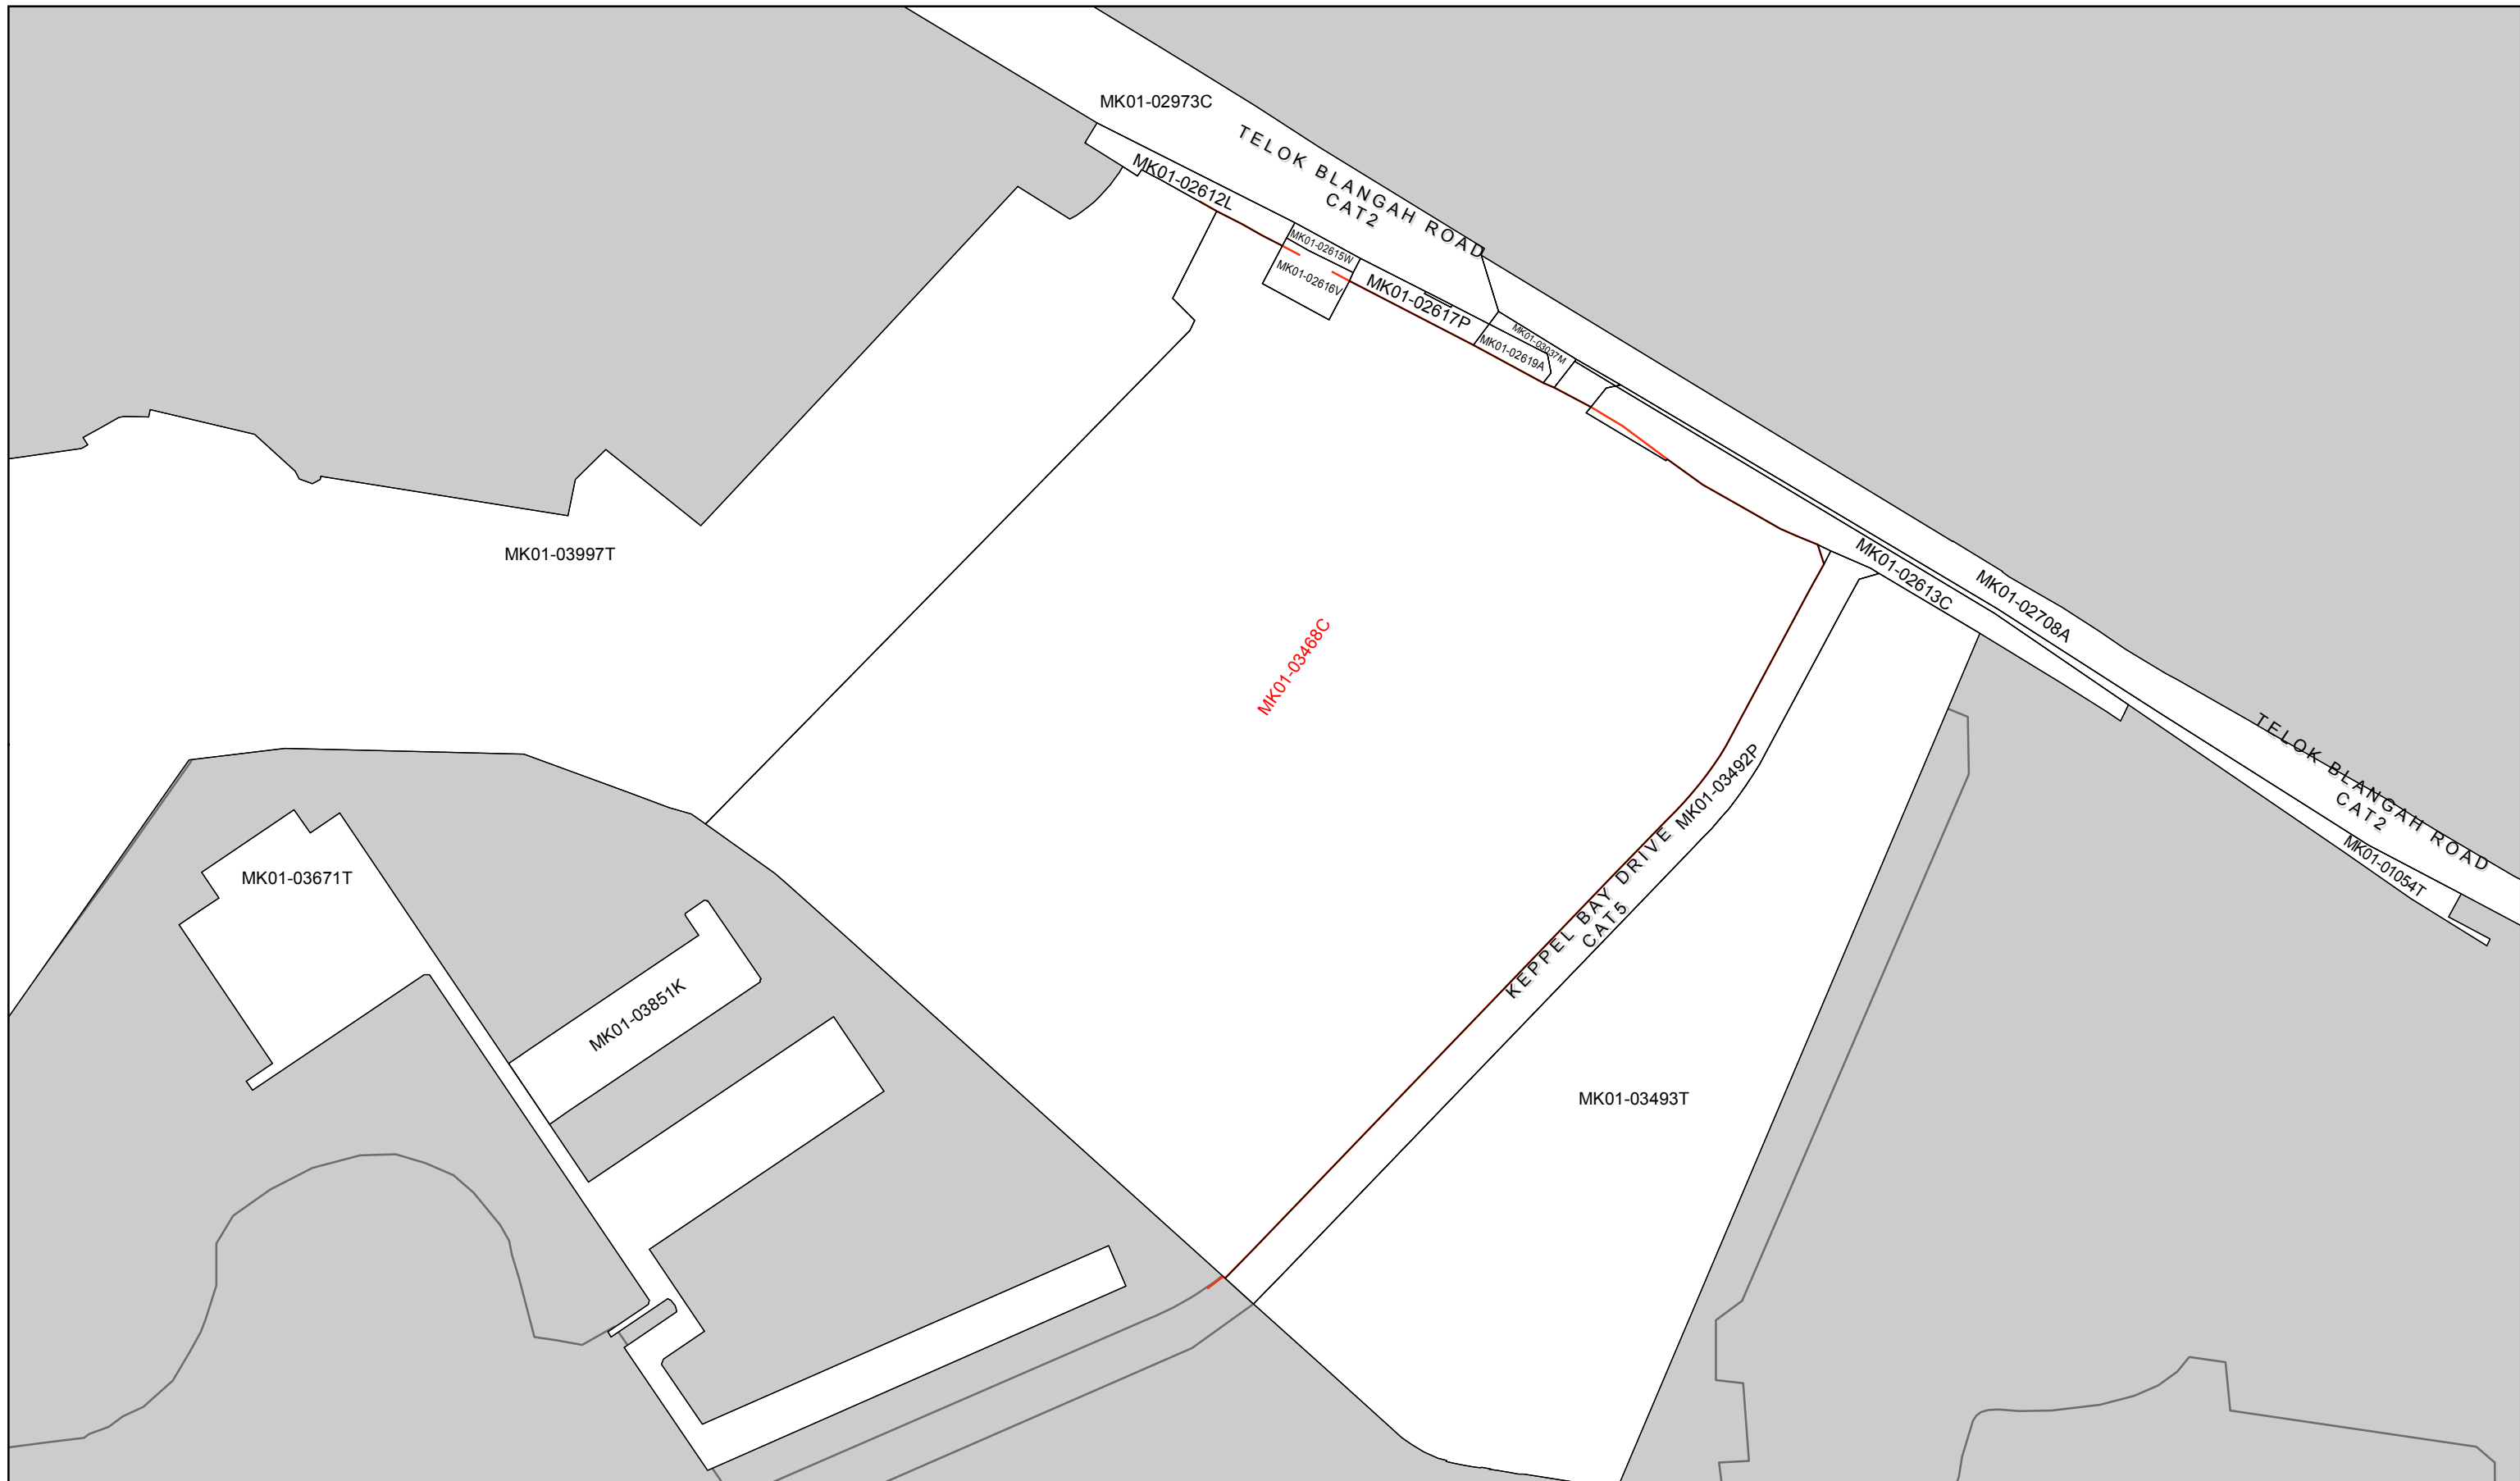 MK01-02973C
TELOK BLANGAH ROAD
CAT2
MK01-02612L
MK01-02615W
MK01-02616V
MK01-02617P
MK01-03037M
MK01-02619A
MK01-03997T
MK01-02613C
MK01-02708A
MK01-03468C
TELOK BLANGAH ROAD
CAT2
MK01-01054T
MK01-03492P
KEPPEL BAY DRIVE
CAT5
MK01-03671T
MK01-03851K
MK01-03493T